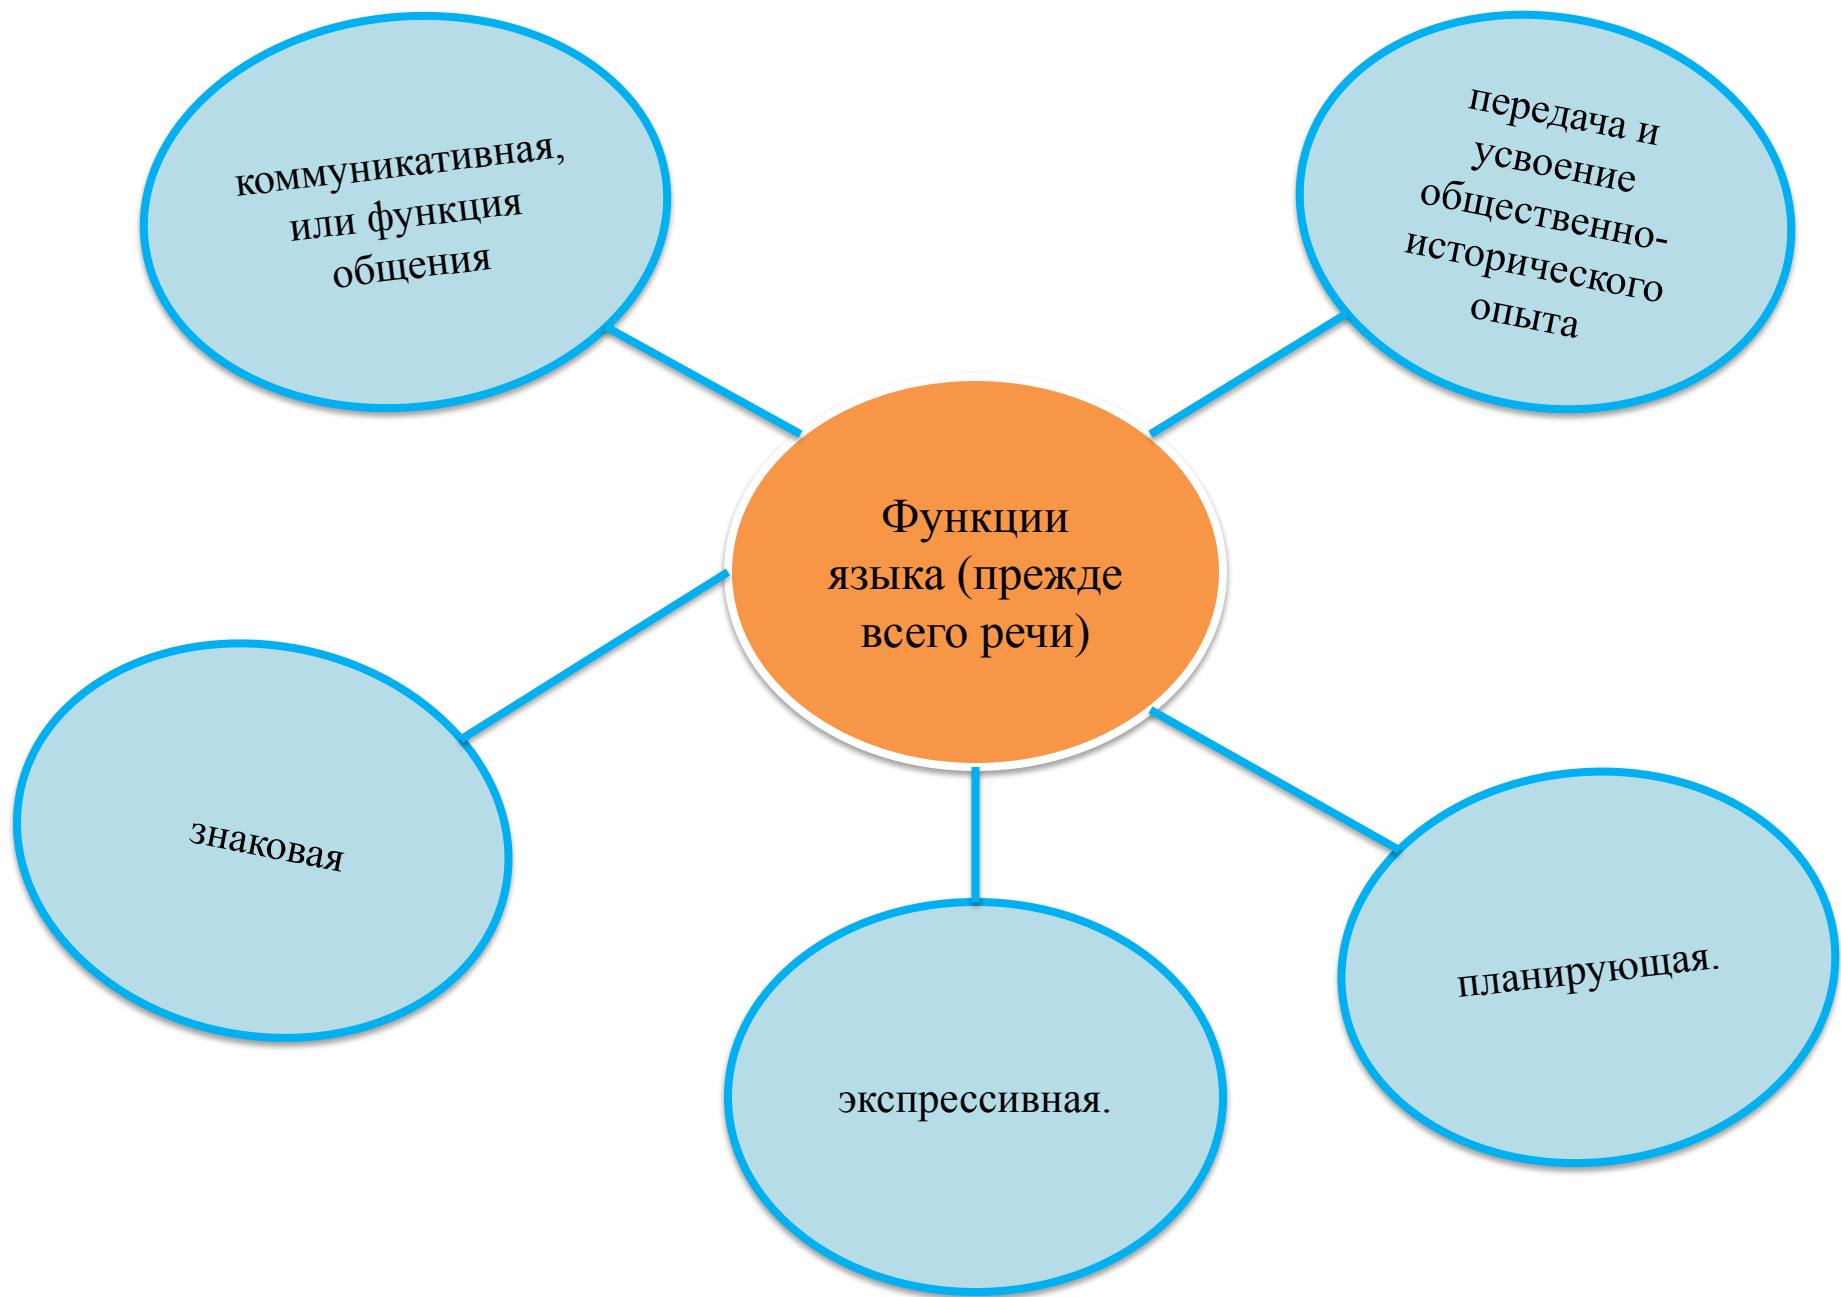 коммуникативная,
или функция
общения
передача и
усвоение
общественно-
исторического
опыта
Функции
языка (прежде
всего речи)
знаковая
экспрессивная.
планирующая.